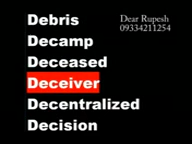 Debris
Dear Rupesh
09334211254
Decamp
Deceased
Deceiver
Decentralized
Decision